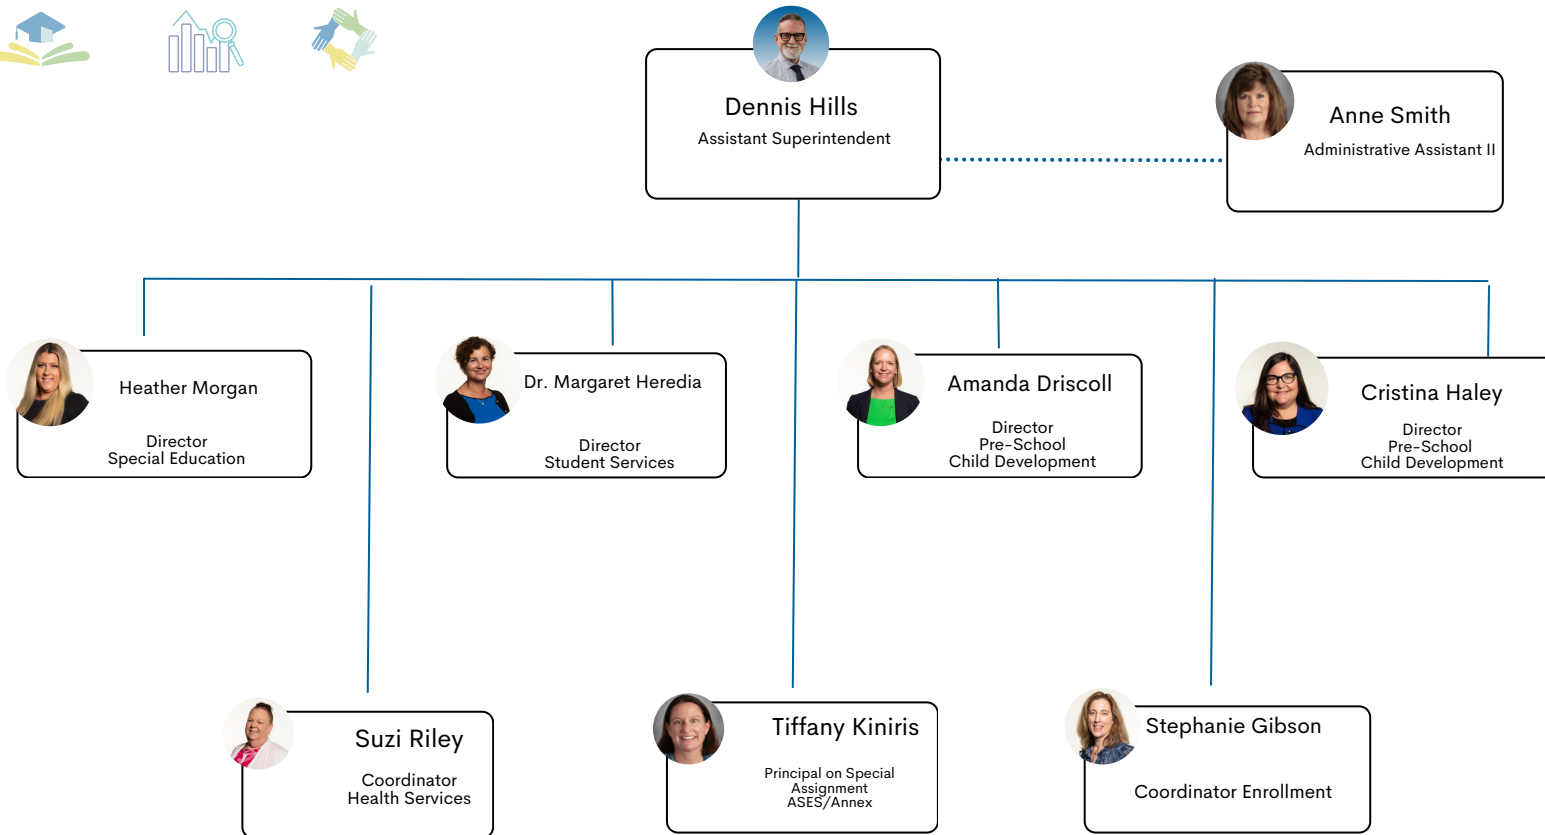 Dennis Hills
Assistant Superintendent
Anne Smith
Administrative Assistant II
Heather Morgan
Director
Special Education
Dr. Margaret Heredia
Director
Student Services
Amanda Driscoll
Director
Pre-School
Child Development
Cristina Haley
Director
Pre-School
Child Development
Suzi Riley
Coordinator
Health Services
Tiffany Kiniris
Principal on Special
Assignment
ASES/Annex
Stephanie Gibson
Coordinator Enrollment